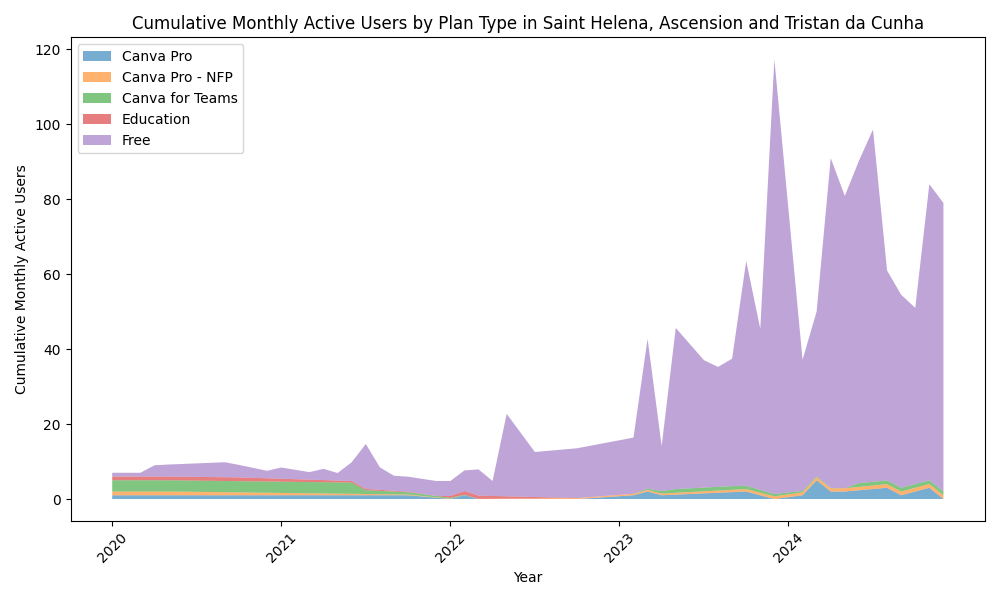 Cumulative Monthly Active Users by Plan Type in Saint Helena, Ascension and Tristan da Cunha
Canva Pro
Canva Pro - NFP
Canva for Teams
Education
Free
Cumulative Monthly Active Users
120
100
80
60
40
20
0
2020
2021
2022
2023
2024
Year